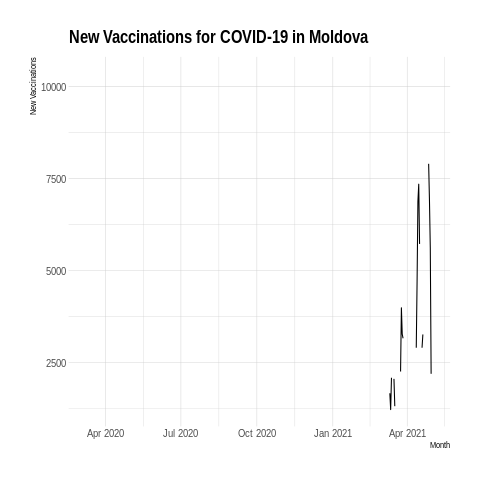 New Vaccinations for COVID-19 in Moldova
New Vaccinations
10000
7500
5000
2500
Apr 2020 Jul 2020 Oct 2020 Jan 2021 Apr 2021
Month